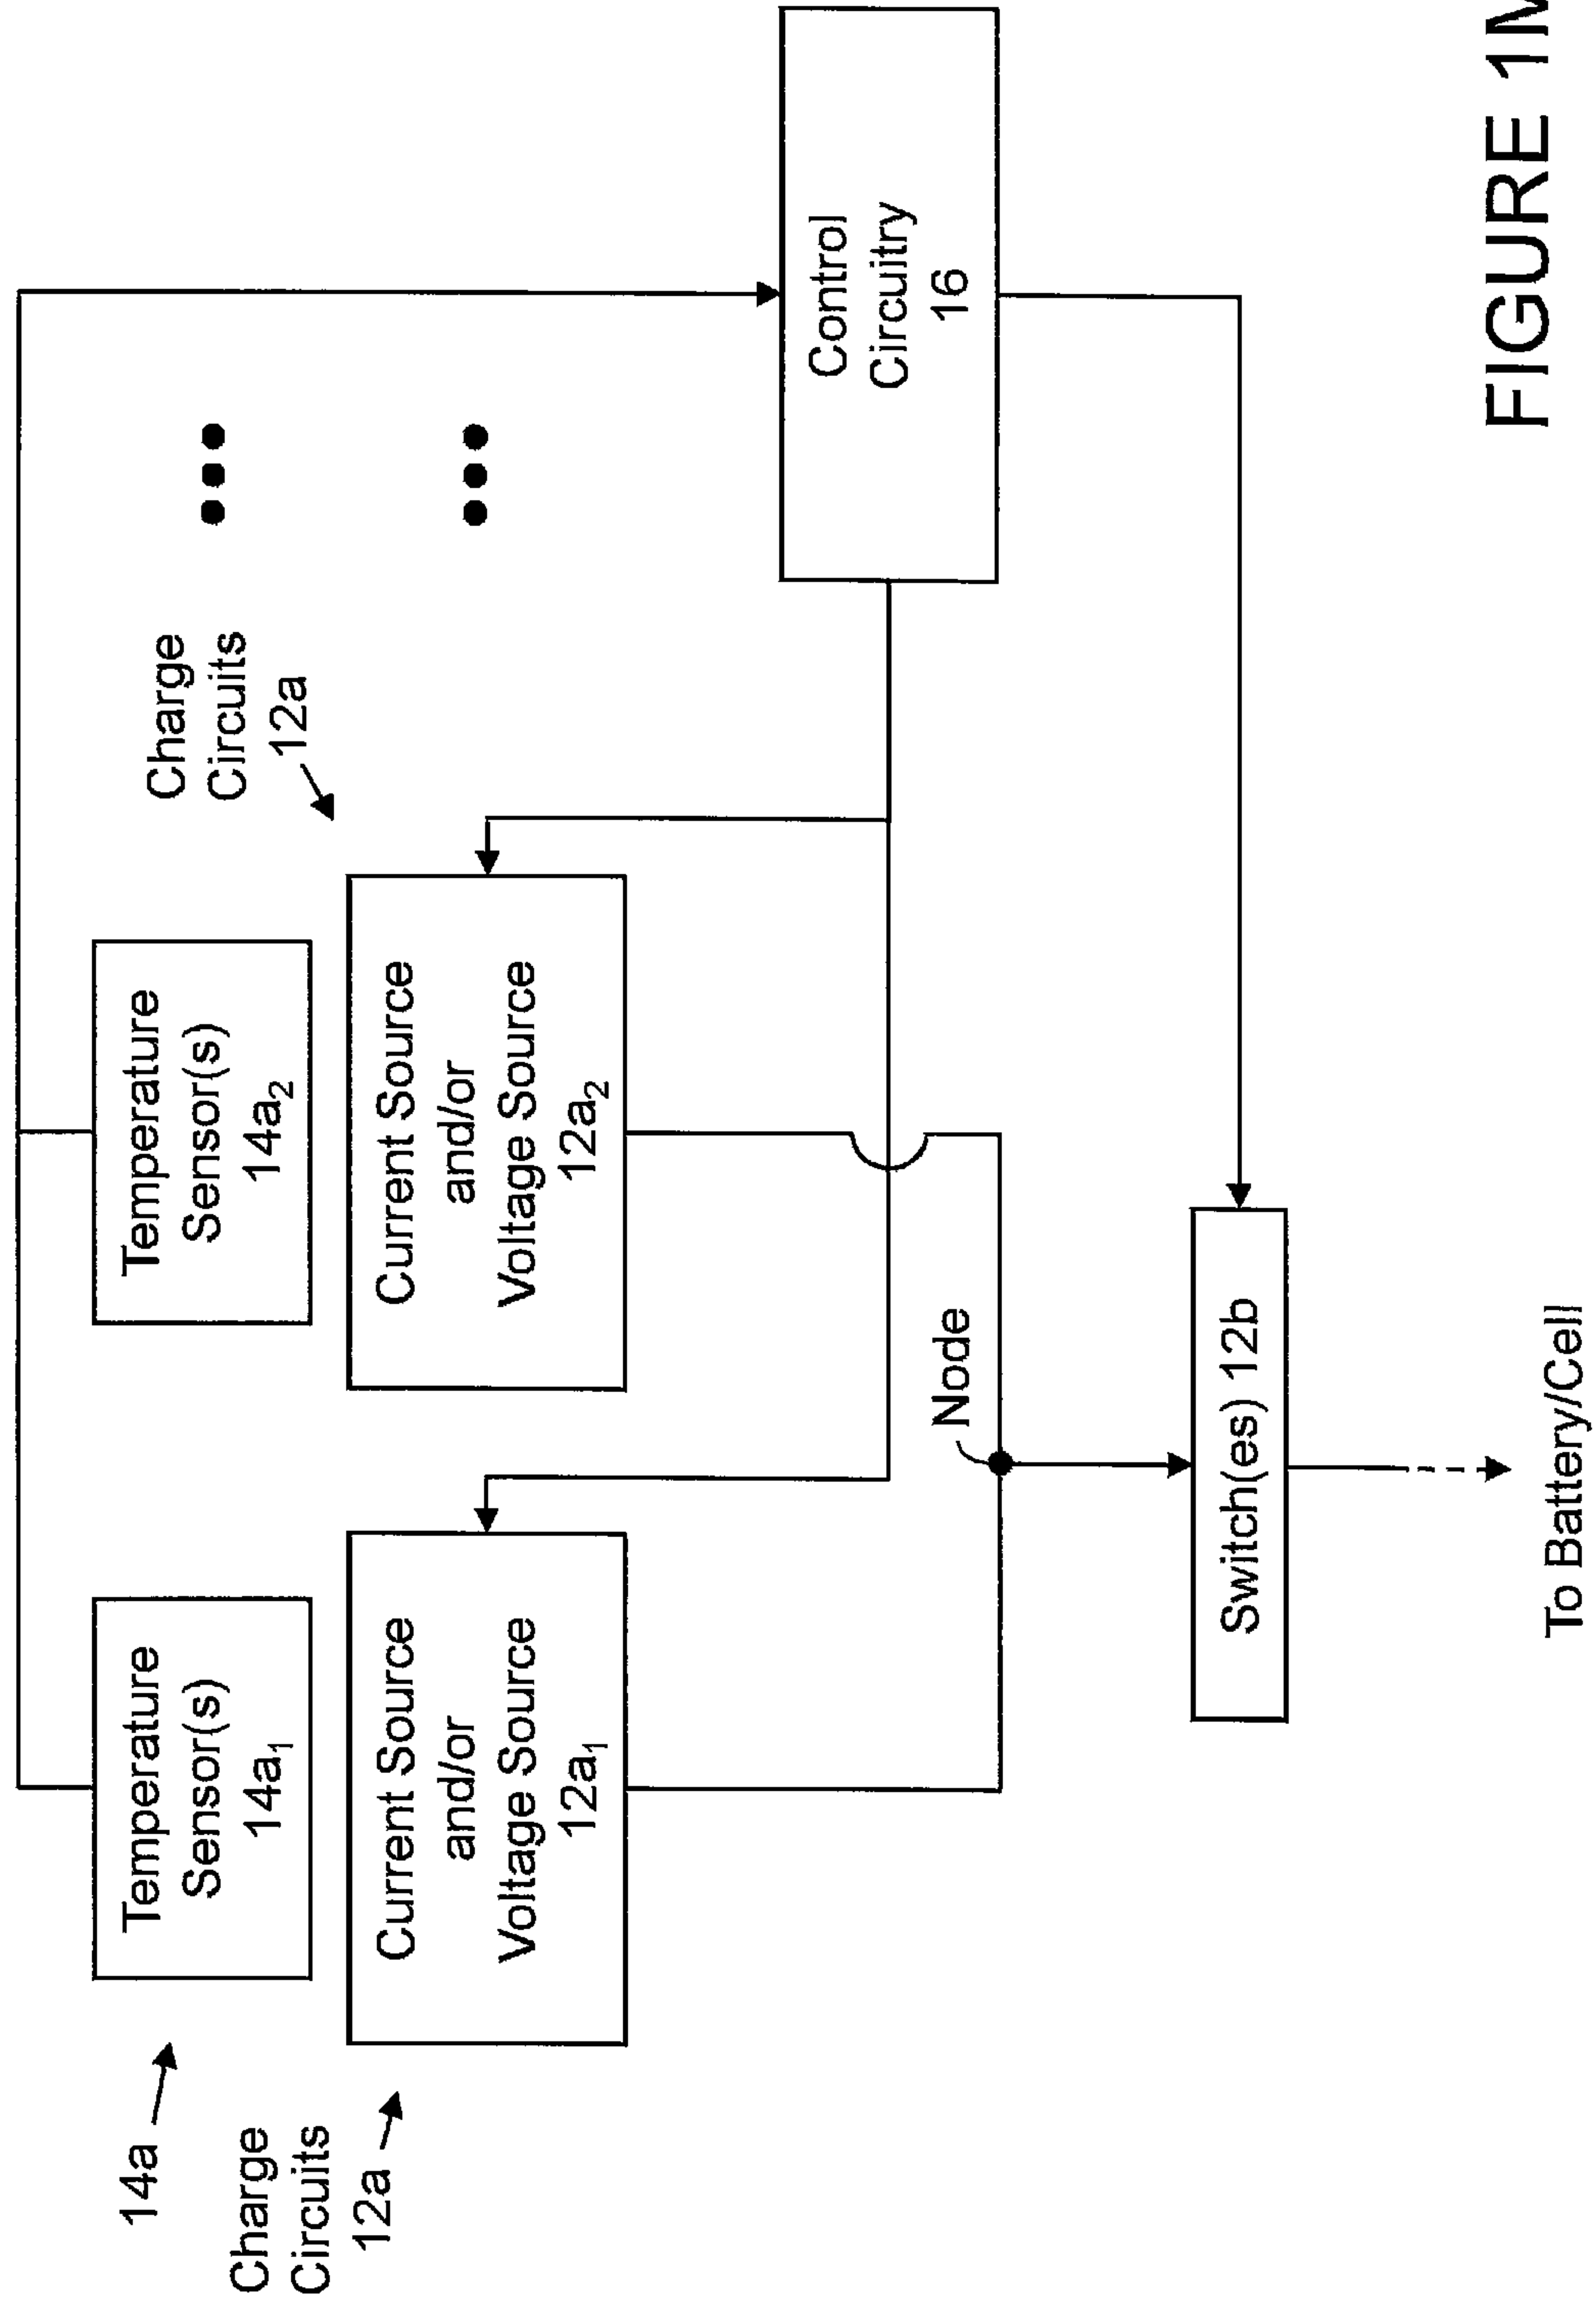 14a
Charge
Circuits
12a
Temperature
Sensor(s)
14a₁
Current Source
and/or
Voltage Source
12a₁
Temperature
Sensor(s)
14a₂
Current Source
and/or
Voltage Source
12a₂
Charge
Circuits
12a
Node
Control
Circuitry
16
Switch(es) 12b
To Battery/Cell
FIGURE 1M